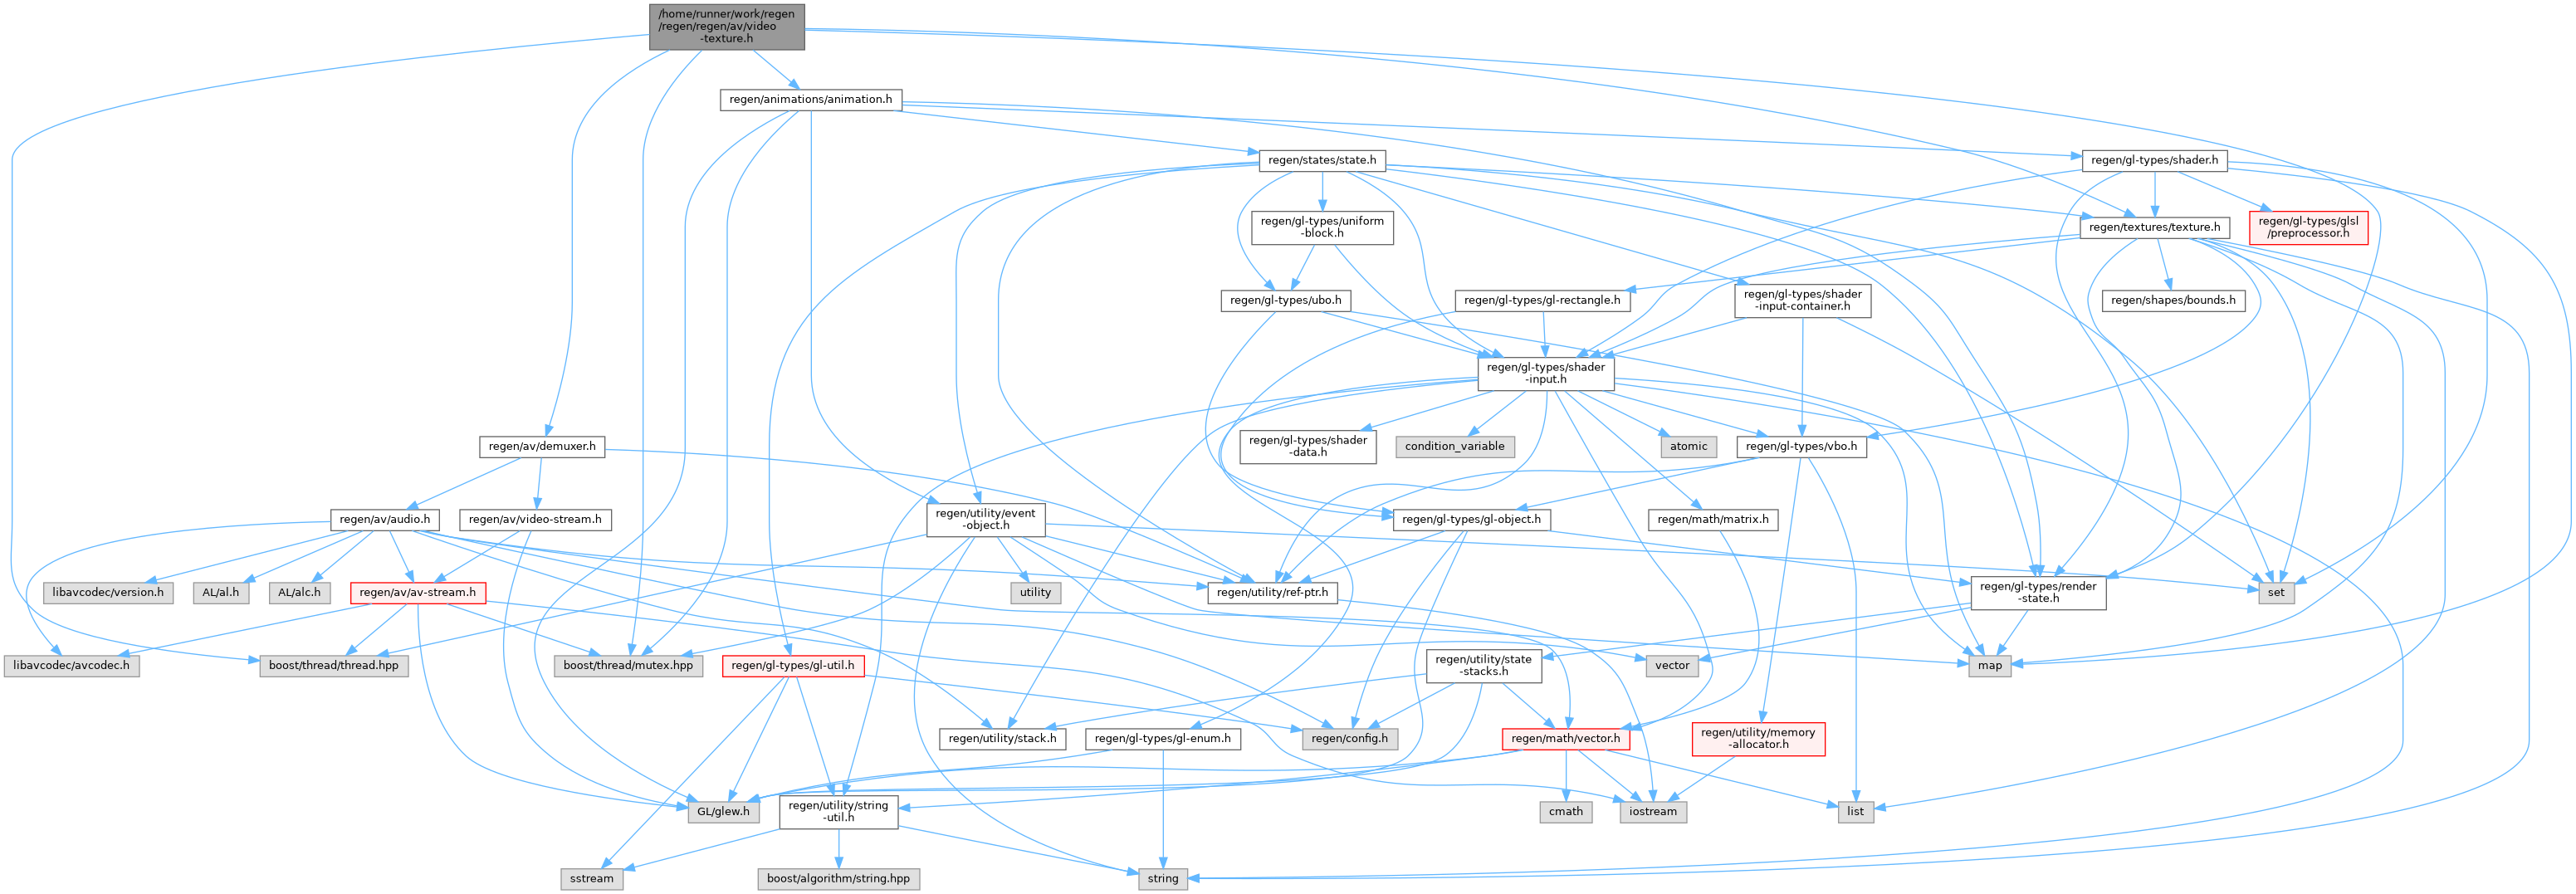 /home/runner/work/regen
/regen/regen/av/video
-texture.h
regen/animations/animation.h
regen/states/state.h
regen/gl-types/shader.h
regen/gl-types/uniform
-block.h
regen/textures/texture.h
regen/gl-types/glsl
/preprocessor.h
regen/gl-types/ubo.h
regen/gl-types/gl-rectangle.h
regen/gl-types/shader
-input-container.h
regen/shapes/bounds.h
regen/gl-types/shader
-input.h
regen/av/demuxer.h
regen/gl-types/shader
-data.h
condition_variable
atomic
regen/gl-types/vbo.h
regen/av/audio.h
regen/av/video-stream.h
regen/utility/event
-object.h
regen/gl-types/gl-object.h
regen/math/matrix.h
libavcodec/version.h
AL/al.h
AL/alc.h
regen/av/av-stream.h
utility
regen/utility/ref-ptr.h
regen/gl-types/render
-state.h
set
libavcodec/avcodec.h
boost/thread/thread.hpp
boost/thread/mutex.hpp
regen/gl-types/gl-util.h
regen/utility/state
-stacks.h
vector
map
regen/utility/stack.h
regen/gl-types/gl-enum.h
regen/config.h
regen/math/vector.h
regen/utility/memory
-allocator.h
GL/glew.h
regen/utility/string
-util.h
cmath
iostream
list
sstream
boost/algorithm/string.hpp
string